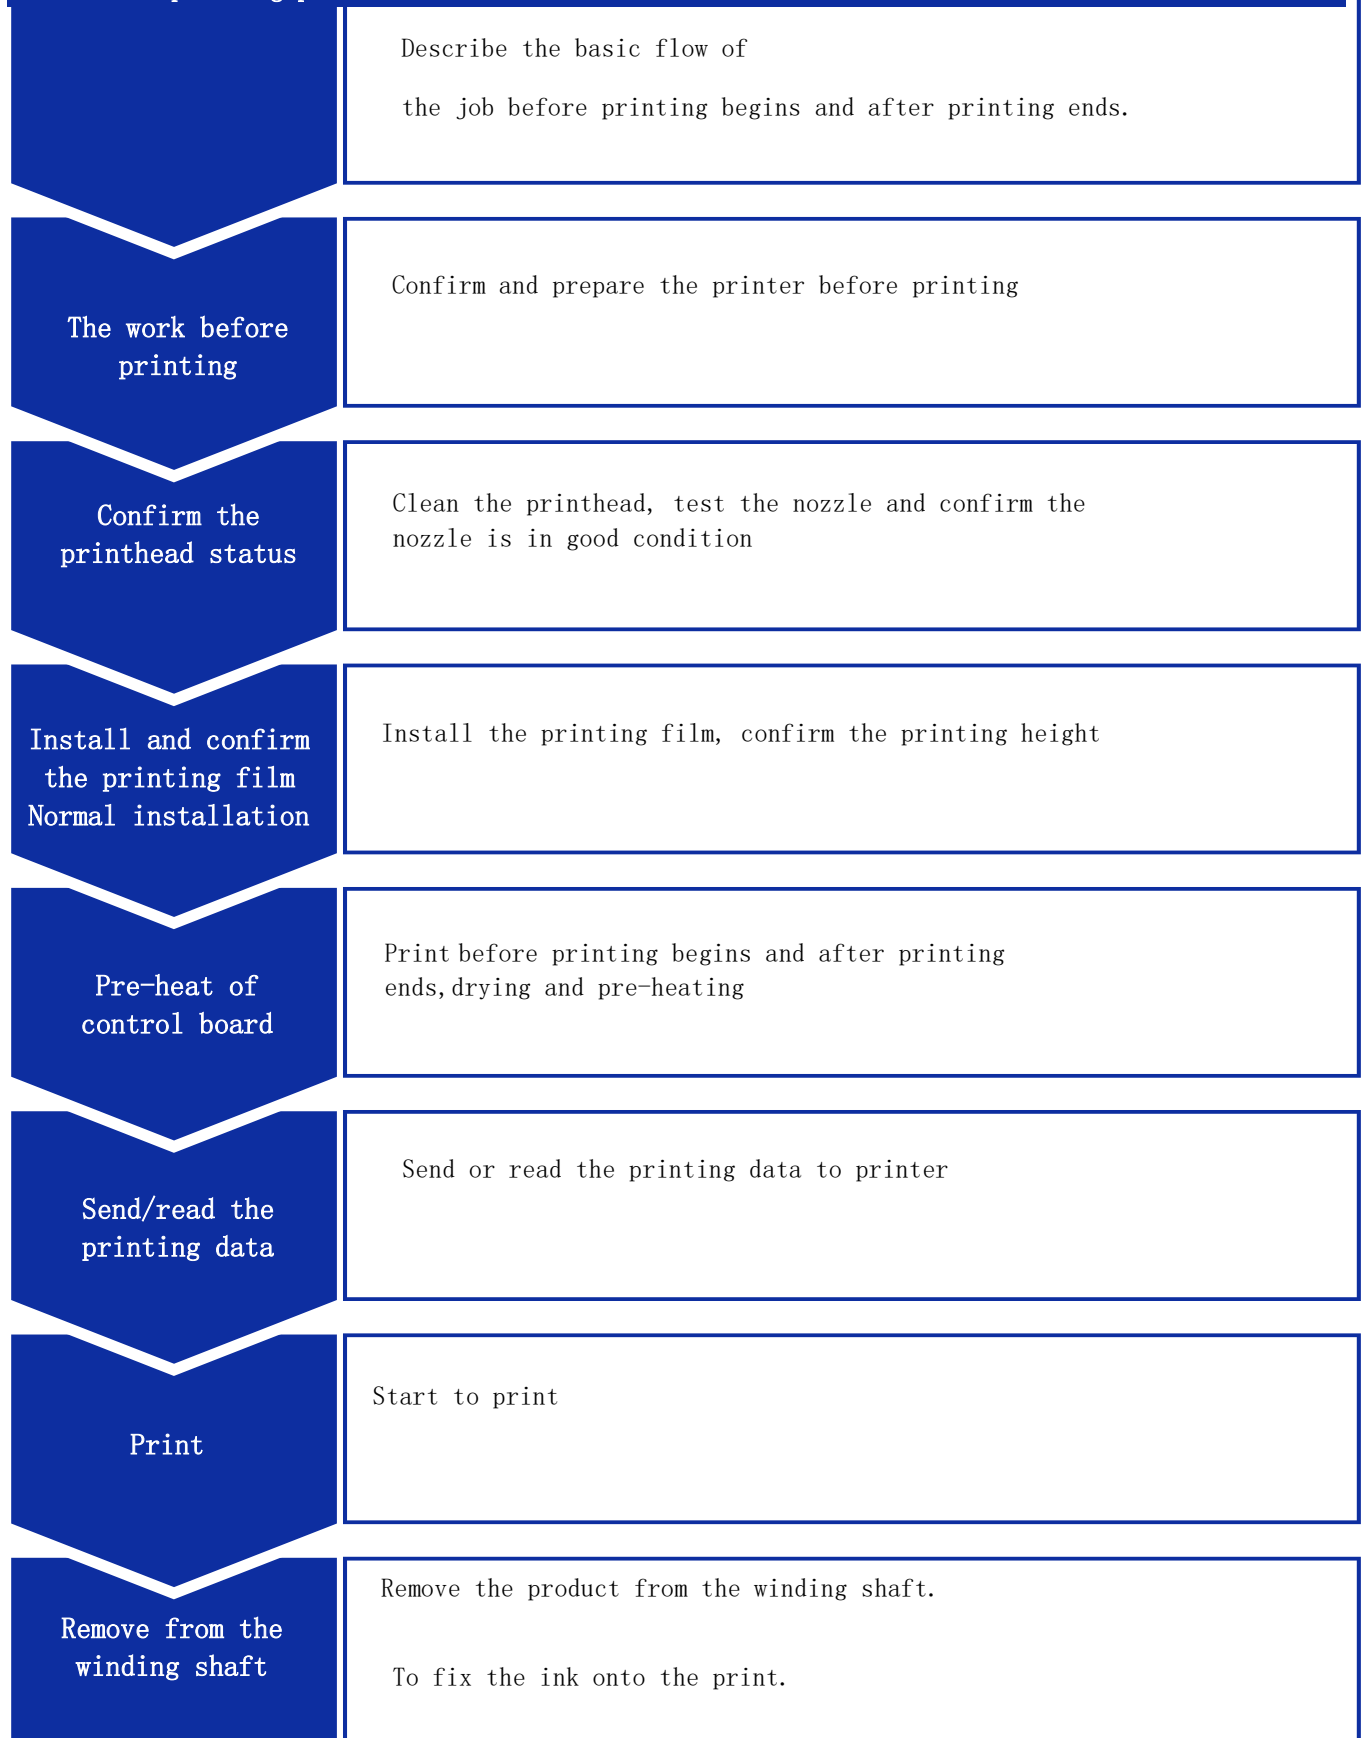 Describe the basic flow of
the job before printing begins and after printing ends.
The work before
printing
Confirm and prepare the printer before printing
Confirm the
printhead status
Clean the printhead, test the nozzle and confirm the
nozzle is in good condition
Install and confirm
the printing film
Normal installation
Install the printing film, confirm the printing height
Pre-heat of
control board
Print before printing begins and after printing
ends, drying and pre-heating
Send/read the
printing data
Send or read the printing data to printer
Print
Start to print
Remove from the
winding shaft
Remove the product from the winding shaft.
To fix the ink onto the print.